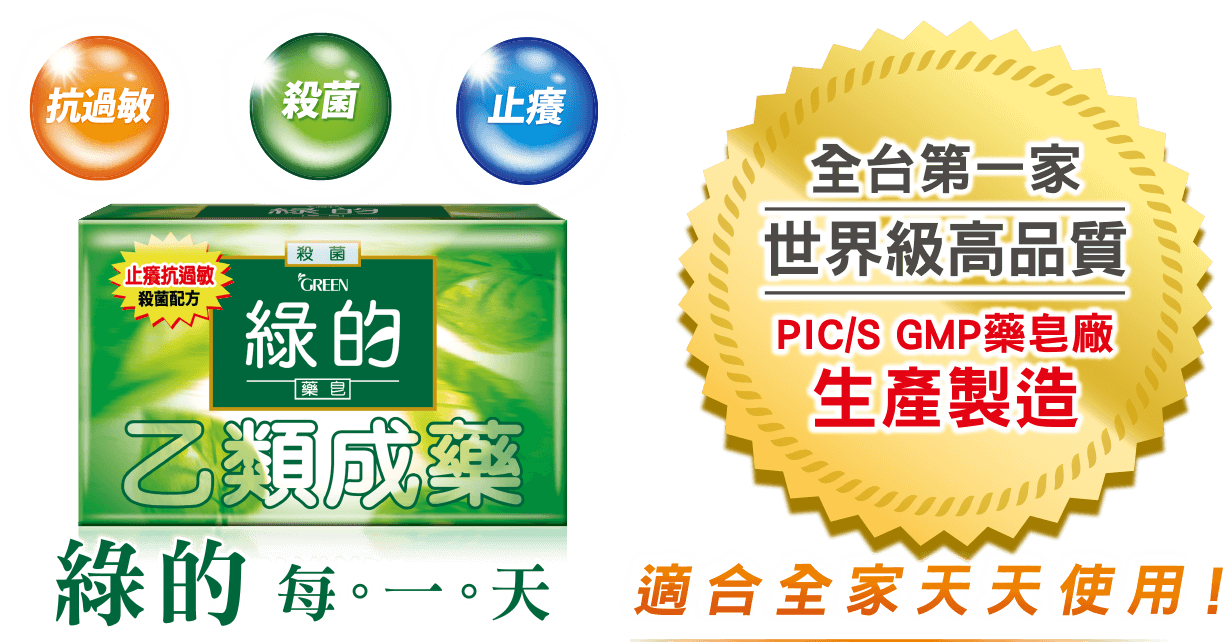 抗過敏
殺菌
止癢
綠的
止癢抗過敏
殺菌配方
殺菌
GREEN
綠的
藥皂
乙類成藥
綠的 每。一。天
全台第一家
世界級高品質
PIC/S GMP藥皂廠
生產製造
適合全家天天使用！